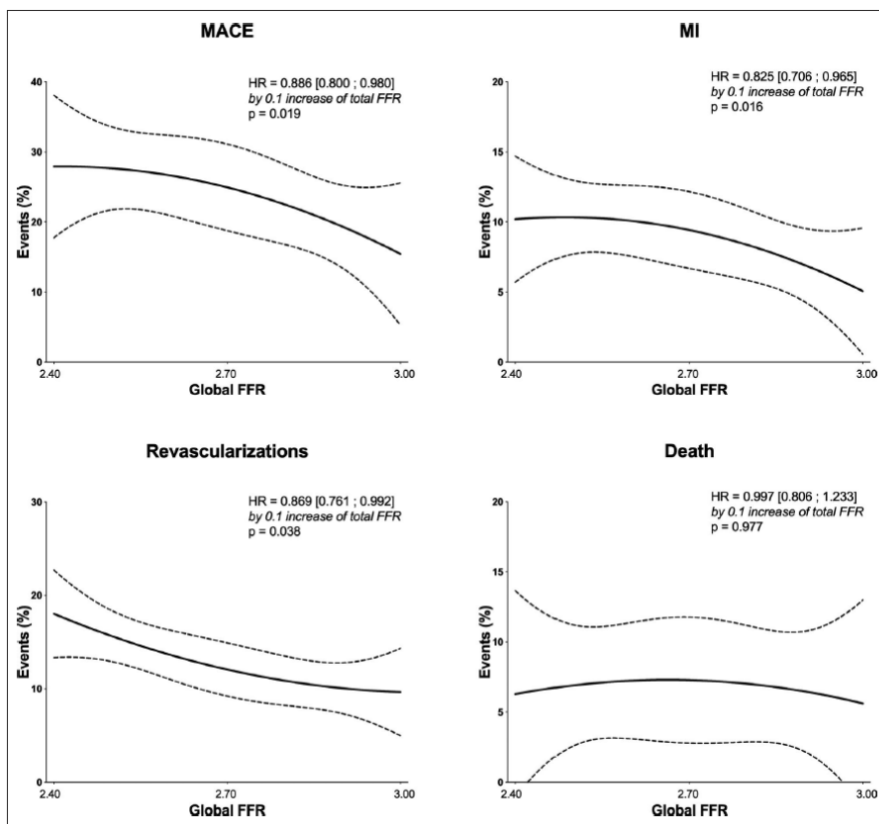 MACE
HR = 0.886 [0.800 ; 0.980]
by 0.1 increase of total FFR
p = 0.019
Events (%)
40
30
20
10
0
2.40
2.70
3.00
Global FFR
MI
HR = 0.825 [0.706 ; 0.965]
by 0.1 increase of total FFR
p = 0.016
Events (%)
20
15
10
5
0
2.40
2.70
3.00
Global FFR
Revascularizations
HR = 0.869 [0.761 ; 0.992]
by 0.1 increase of total FFR
p = 0.038
Events (%)
30
20
10
0
2.40
2.70
3.00
Global FFR
Death
HR = 0.997 [0.806 ; 1.233]
by 0.1 increase of total FFR
p = 0.977
Events (%)
20
15
10
5
0
2.40
2.70
3.00
Global FFR